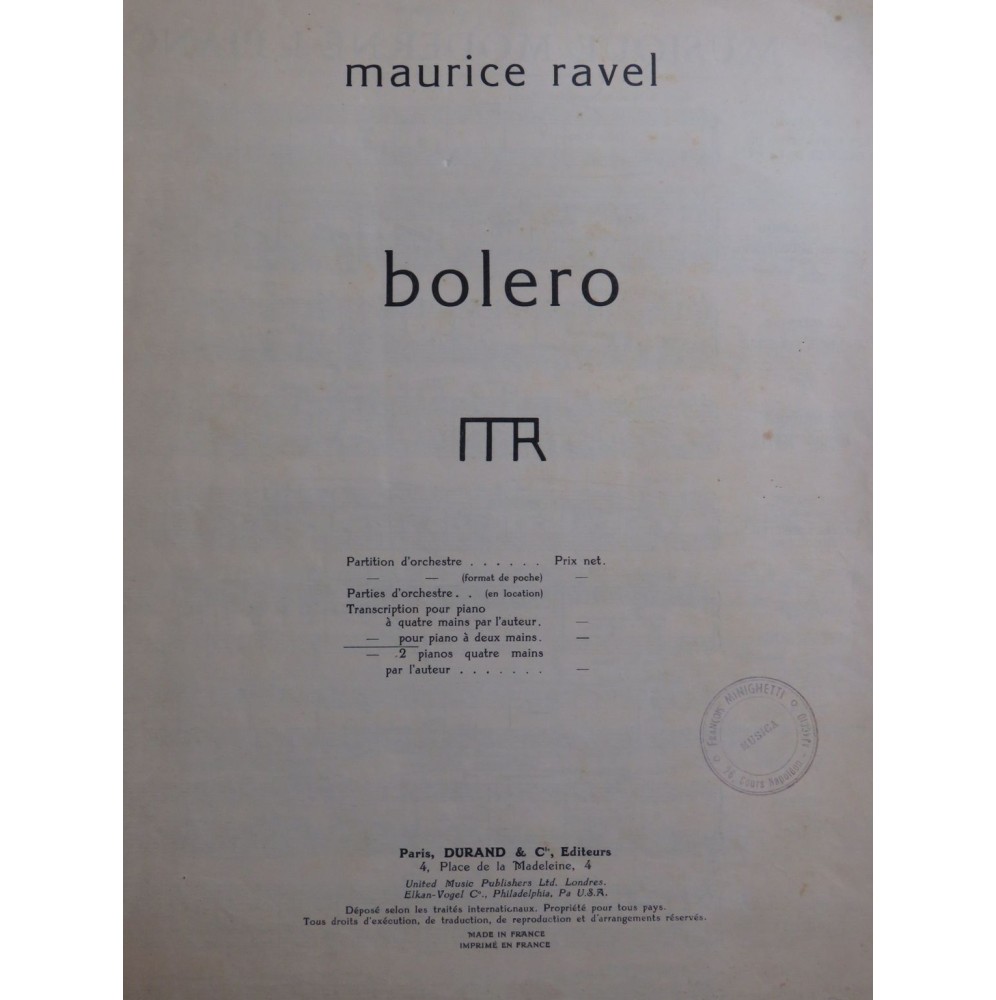 maurice ravel
bolero
MR
Partition d'orchestre . . . . . . Prix net.
— — (format de poche) —
Parties d'orchestre . . (en location)
Transcription pour piano
à quatre mains par l'auteur. —
— pour piano à deux mains. —
— 2 pianos quatre mains
par l'auteur . . . . . . . —
FRANÇOIS MINIGHETTI
MUSICA
Cours Napoléon
Paris, DURAND & Cie, Editeurs
4, Place de la Madeleine, 4
United Music Publishers Ltd. Londres.
Elkan-Vogel Co., Philadelphia, Pa U.S.A.
Déposé selon les traités internationaux. Propriété pour tous pays.
Tous droits d'exécution, de traduction, de reproduction et d'arrangements réservés.
MADE IN FRANCE
IMPRIMÉ EN FRANCE